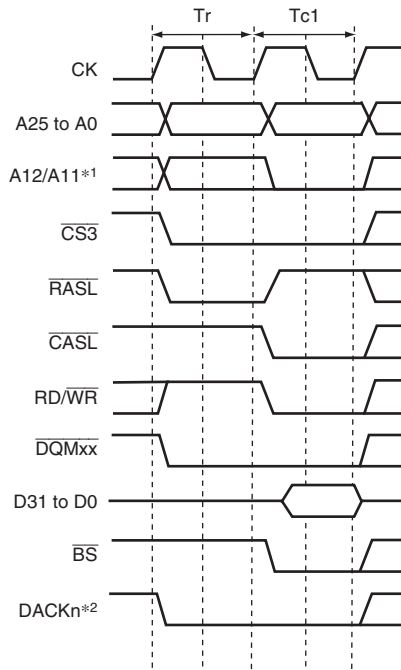 Tr Tc1
CK
A25 to A0
A12/A11*1
CS3
RASL
CASL
RD/WR
DQMxx
D31 to D0
BS
DACKn*2